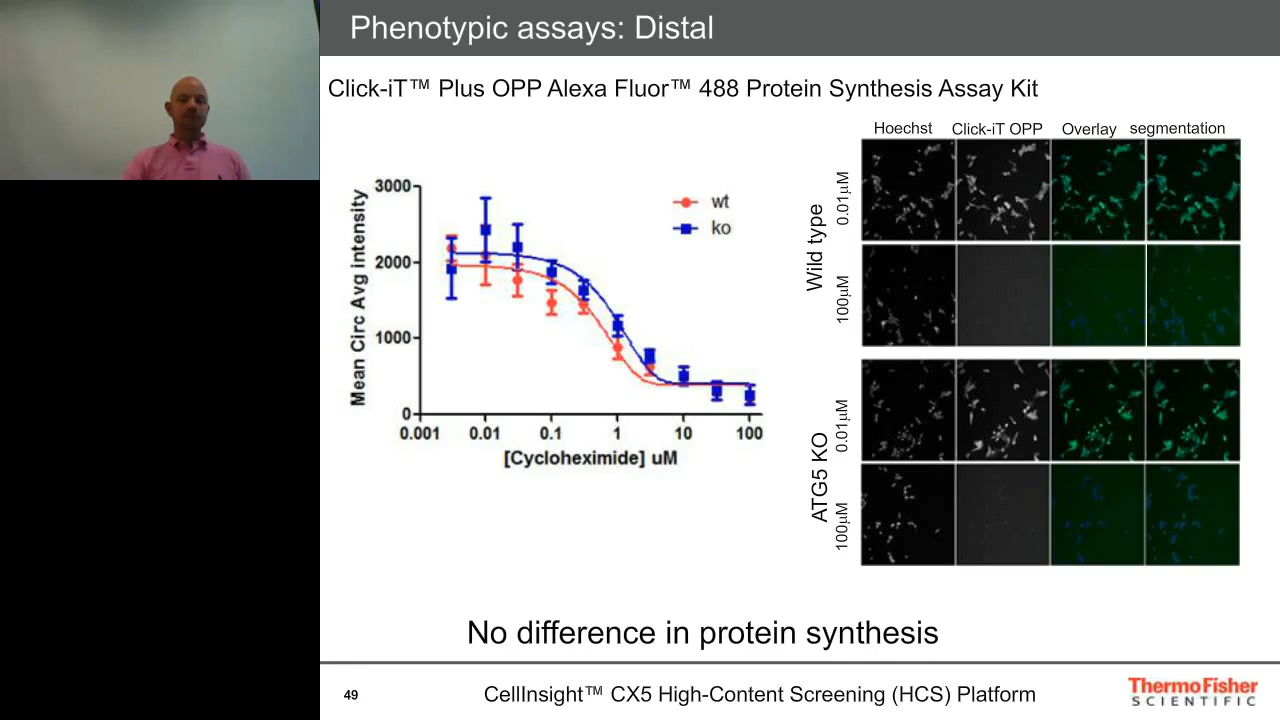 Phenotypic assays: Distal
Click-iT™ Plus OPP Alexa Fluor™ 488 Protein Synthesis Assay Kit
Hoechst Click-iT OPP Overlay segmentation
Wild type
0.01μM
100μM
ATG5 KO
0.01μM
100μM
Mean Circ Avg intensity
3000
2000
1000
0
wt
ko
0.001 0.01 0.1 1 10 100
[Cycloheximide] uM
No difference in protein synthesis
49
CellInsight™ CX5 High-Content Screening (HCS) Platform
ThermoFisher
SCIENTIFIC